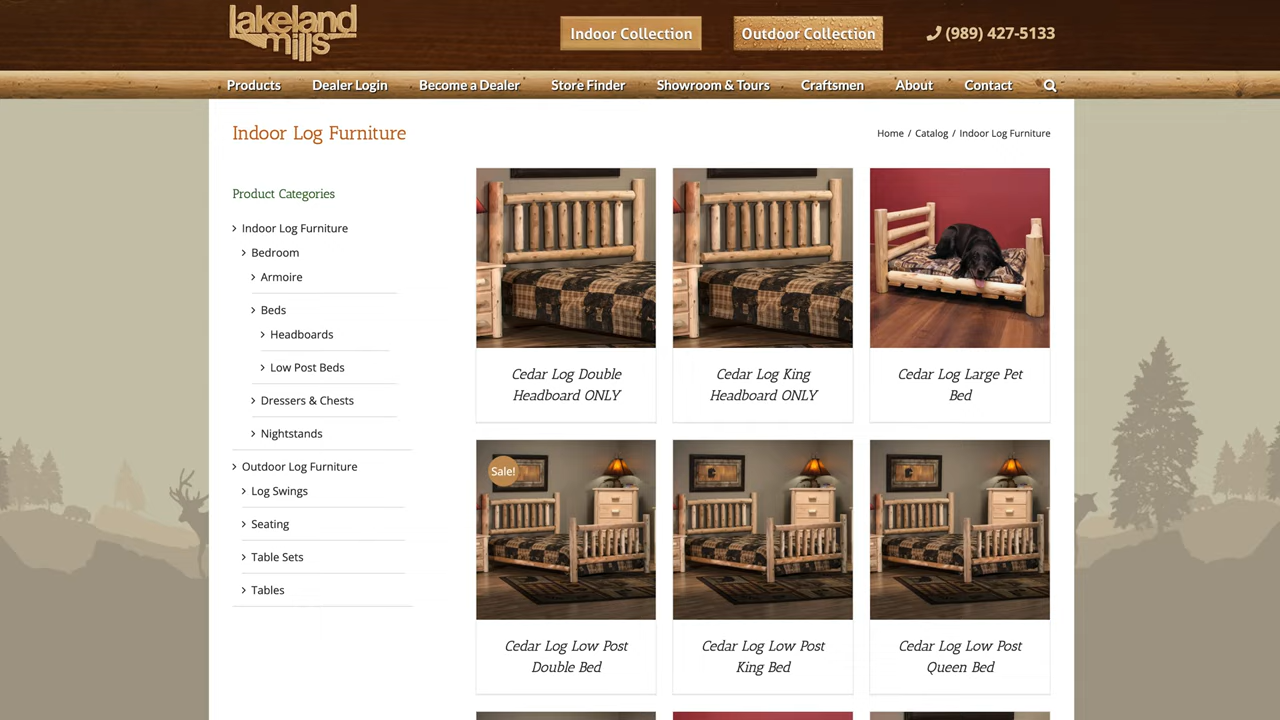 lakeland
mills
Indoor Collection
Outdoor Collection
(989) 427-5133
Products
Dealer Login
Become a Dealer
Store Finder
Showroom & Tours
Craftsmen
About
Contact
Indoor Log Furniture
Home / Catalog / Indoor Log Furniture
Product Categories
Indoor Log Furniture
Bedroom
Armoire
Beds
Headboards
Low Post Beds
Dressers & Chests
Nightstands
Outdoor Log Furniture
Log Swings
Seating
Table Sets
Tables
Cedar Log Double
Headboard ONLY
Cedar Log King
Headboard ONLY
Cedar Log Large Pet
Bed
Sale!
Cedar Log Low Post
Double Bed
Cedar Log Low Post
King Bed
Cedar Log Low Post
Queen Bed